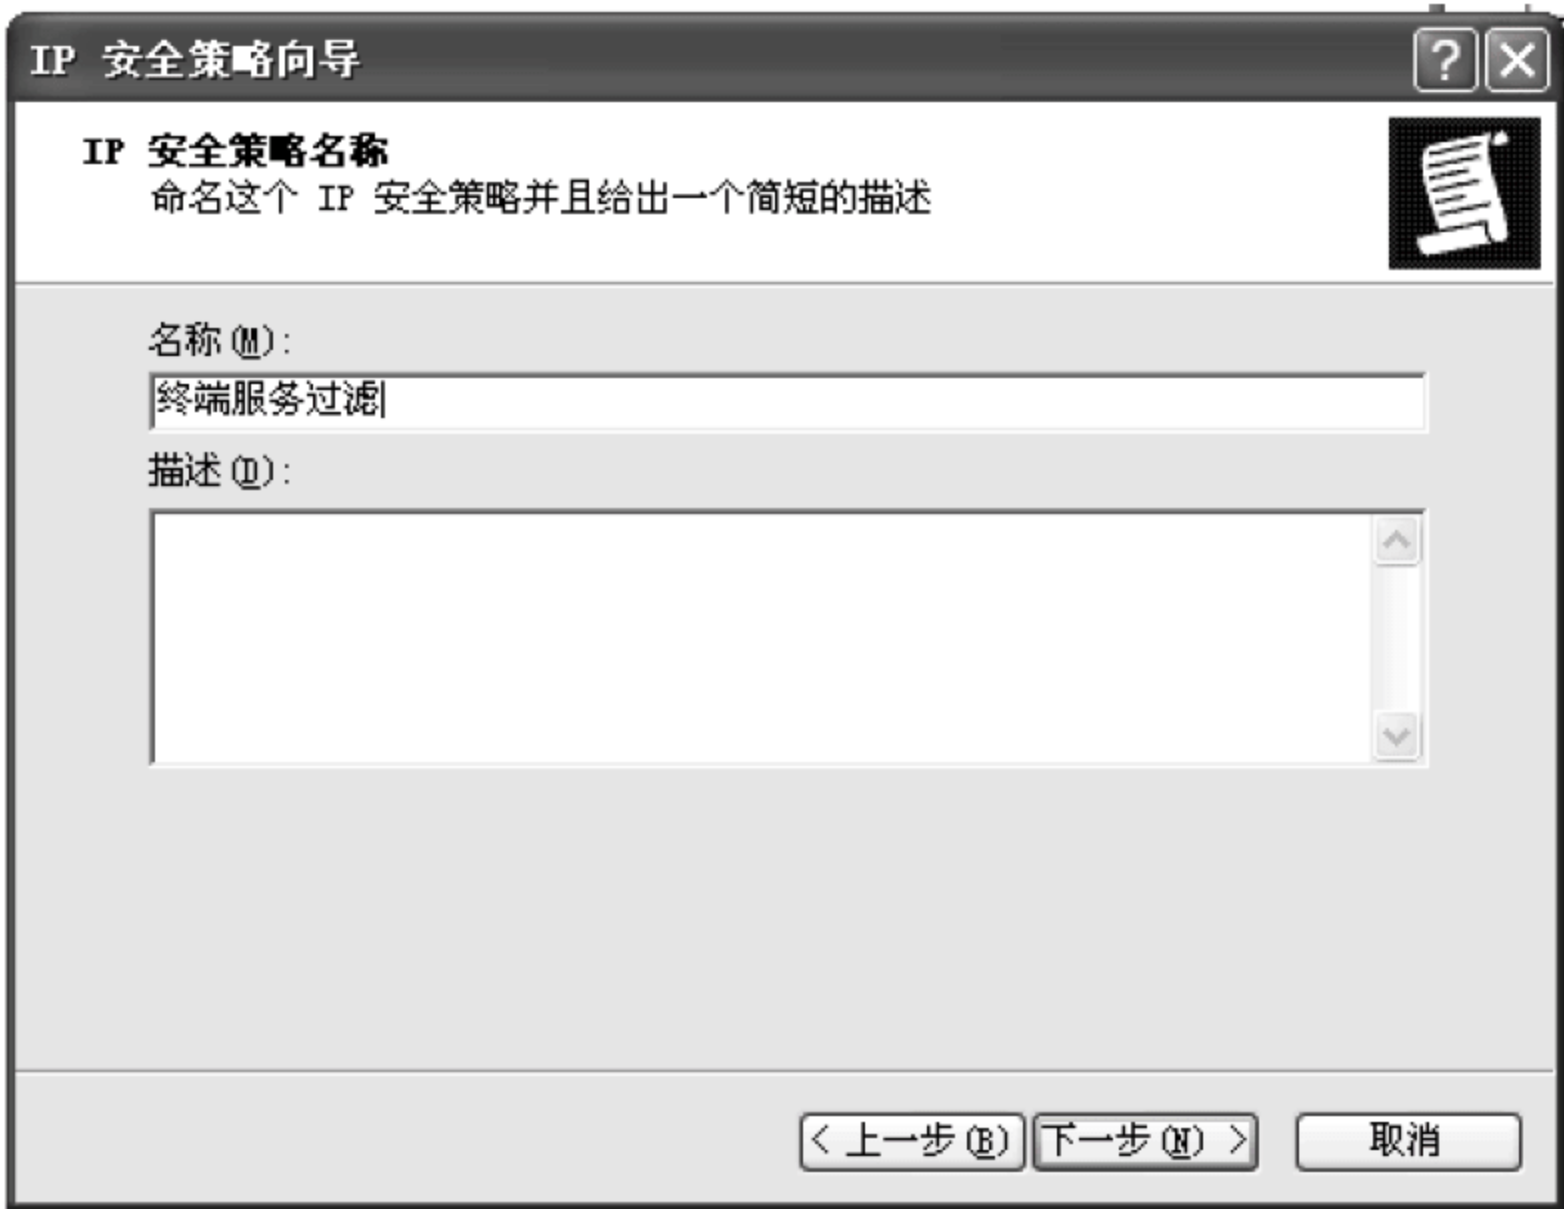 IP 安全策略向导
IP 安全策略名称
命名这个 IP 安全策略并且给出一个简短的描述
名称(M):
终端服务过滤
描述(D):
< 上一步(B) 下一步(N) > 取消